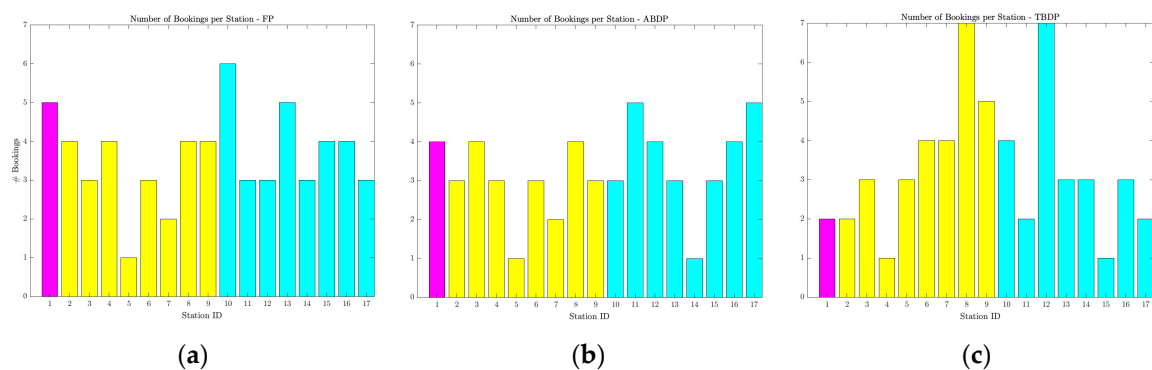 Number of Bookings per Station - FP
7
6
5
4
3
2
1
0
# Bookings
1 2 3 4 5 6 7 8 9 10 11 12 13 14 15 16 17
Station ID
(a)
Number of Bookings per Station - ABDP
7
6
5
4
3
2
1
0
1 2 3 4 5 6 7 8 9 10 11 12 13 14 15 16 17
Station ID
(b)
Number of Bookings per Station - TBDP
7
6
5
4
3
2
1
0
1 2 3 4 5 6 7 8 9 10 11 12 13 14 15 16 17
Station ID
(c)